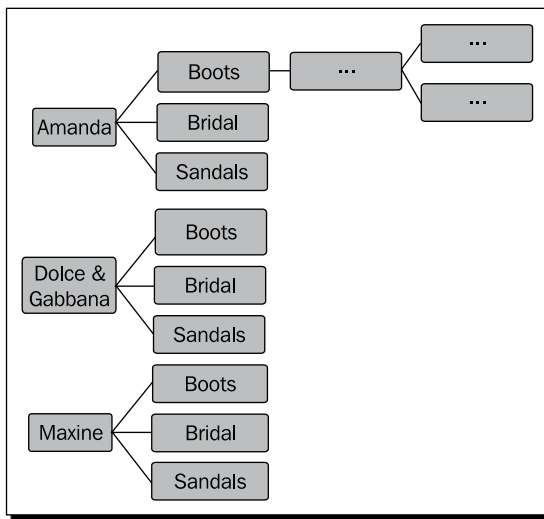 ...
Boots
...
...
Amanda
Bridal
Sandals
Boots
Dolce &
Gabbana
Bridal
Sandals
Boots
Maxine
Bridal
Sandals